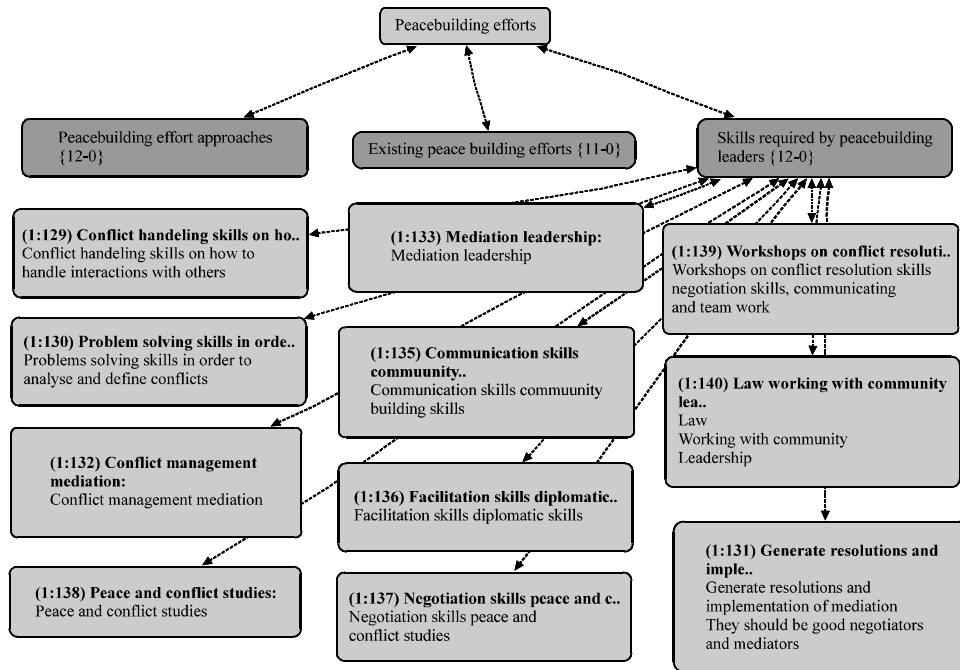 Peacebuilding efforts
Peacebuilding effort approaches
{12-0}
Existing peace building efforts {11-0}
Skills required by peacebuilding
leaders {12-0}
(1:129) Conflict handeling skills on ho..
Conflict handeling skills on how to
handle interactions with others
(1:133) Mediation leadership:
Mediation leadership
(1:139) Workshops on conflict resoluti..
Workshops on conflict resolution skills
negotiation skills, communicating
and team work
(1:130) Problem solving skills in orde..
Problems solving skills in order to
analyse and define conflicts
(1:135) Communication skills
commuunity..
Communication skills commuunity
building skills
(1:140) Law working with community
lea..
Law
Working with community
Leadership
(1:132) Conflict management
mediation:
Conflict management mediation
(1:136) Facilitation skills diplomatic..
Facilitation skills diplomatic skills
(1:131) Generate resolutions and
imple..
Generate resolutions and
implementation of mediation
They should be good negotiators
and mediators
(1:138) Peace and conflict studies:
Peace and conflict studies
(1:137) Negotiation skills peace and c..
Negotiation skills peace and
conflict studies